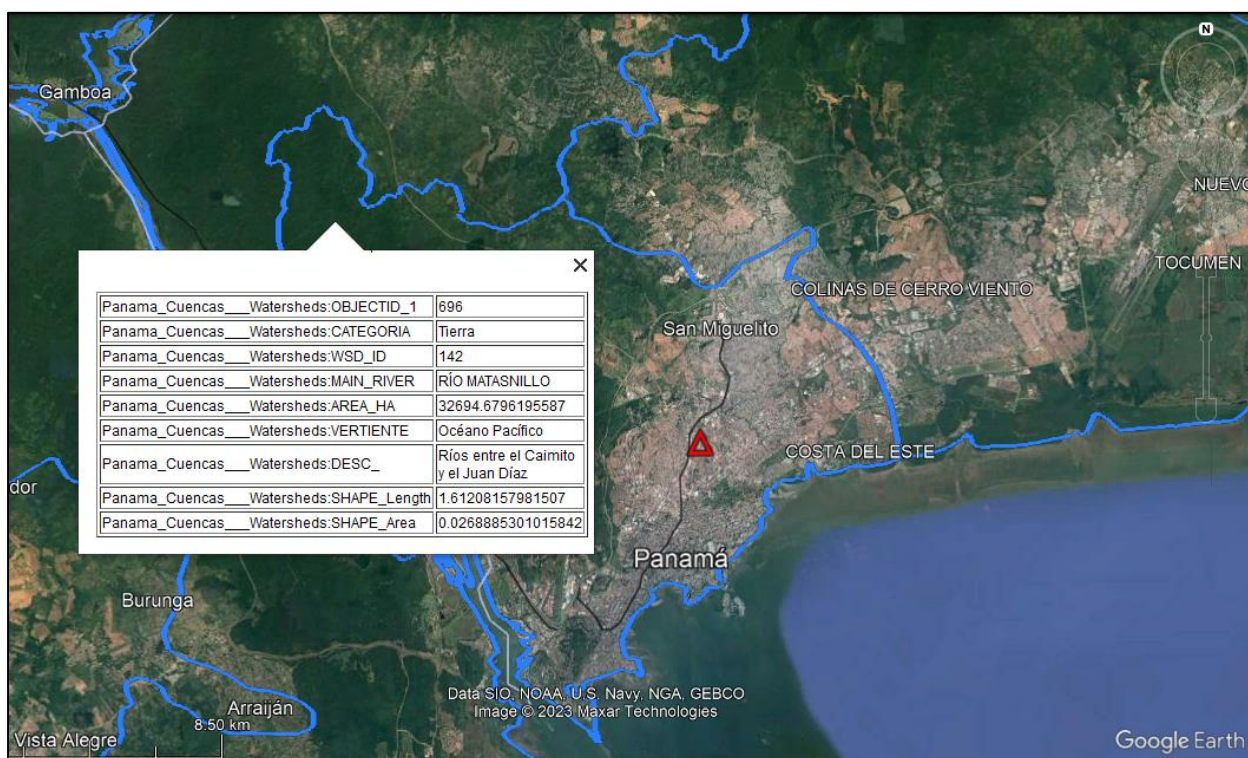 N
Gamboa
NUEVO
TOCUMEN
COLINAS DE CERRO VIENTO
San Miguelito
Panama_Cuencas___Watersheds:OBJECTID_1 696
Panama_Cuencas___Watersheds:CATEGORIA Tierra
Panama_Cuencas___Watersheds:WSD_ID 142
Panama_Cuencas___Watersheds:MAIN_RIVER RÍO MATASNILLO
Panama_Cuencas___Watersheds:AREA_HA 32694.6796195587
Panama_Cuencas___Watersheds:VERTIENTE Océano Pacífico
Panama_Cuencas___Watersheds:DESC_ Ríos entre el Caimito
y el Juan Díaz
Panama_Cuencas___Watersheds:SHAPE_Length 1.61208157981507
Panama_Cuencas___Watersheds:SHAPE_Area 0.0268885301015842
COSTA DEL ESTE
dor
Panamá
Burunga
Arraiján
8.50 km
Vista Alegre
Data SIO, NOAA, U.S. Navy, NGA, GEBCO
Image © 2023 Maxar Technologies
Google Earth